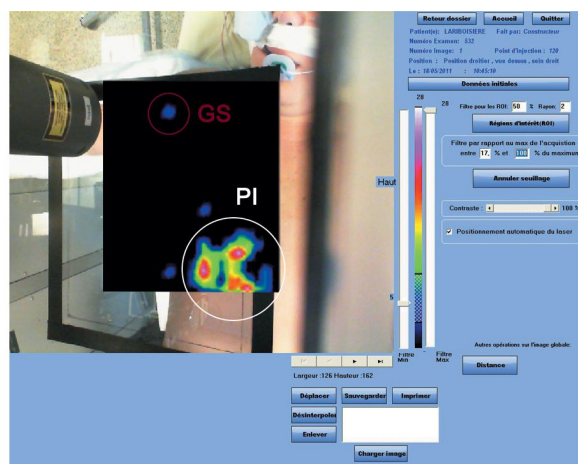 Retour dossier Accueil Quitter
Patient(e): LARIBOISIERE Fait par: Constructeur
Numéro Examen: 532
Numéro Image: 1 Point d'injection : 120
Position : Position droitier , vue dessus , sein droit
Le : 18/05/2011 : 10:45:10
Données initiales
28
28
Filtre pour les ROI: 50 % Rayon: 2
Régions d'intérêt(ROI)
Filtre par rapport au max de l'acquisition
entre 17, % et 100 % du maximum
Annuler seuillage
Haut
Contraste : 100 %
Positionnement automatique du laser
5
GS
PI
Autres opérations sur l'image globale:
Filtre Min
Filtre Max
Distance
Largeur :126 Hauteur :162
Déplacer Sauvegarder Imprimer
Désinterpoler
Enlever
Charger image